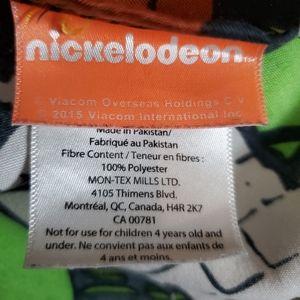 nickelodeon™
© Viacom Overseas Holdings C.V.
© 2015 Viacom International Inc.
Made in Pakistan/
Fabriqué au Pakistan
Fibre Content / Teneur en fibres :
100% Polyester
MON-TEX MILLS LTD.
4105 Thimens Blvd.
Montréal, QC, Canada, H4R 2K7
CA 00781
Not for use for children 4 years old and
under. Ne convient pas aux enfants de
4 ans et moins.